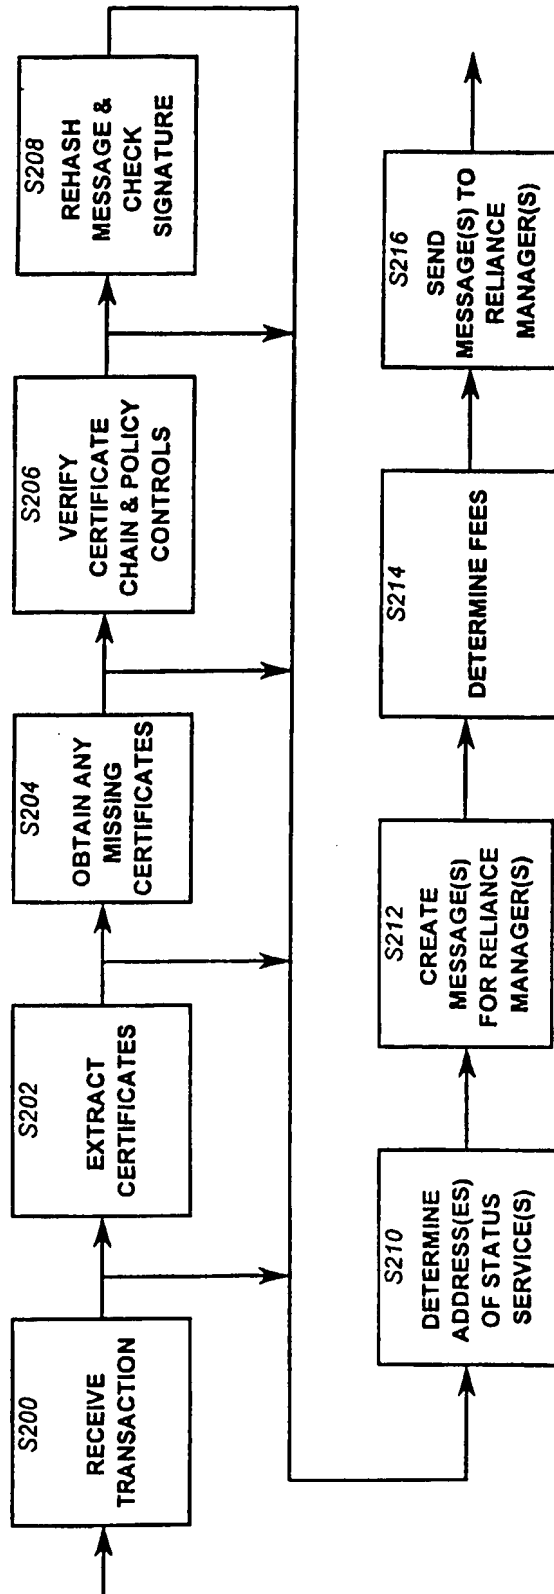 S200
RECEIVE
TRANSACTION
S202
EXTRACT
CERTIFICATES
S204
OBTAIN ANY
MISSING
CERTIFICATES
S206
VERIFY
CERTIFICATE
CHAIN & POLICY
CONTROLS
S208
REHASH
MESSAGE &
CHECK
SIGNATURE
S210
DETERMINE
ADDRESS(ES)
OF STATUS
SERVICE(S)
S212
CREATE
MESSAGE(S)
FOR RELIANCE
MANAGER(S)
S214
DETERMINE FEES
S216
SEND
MESSAGE(S) TO
RELIANCE
MANAGER(S)